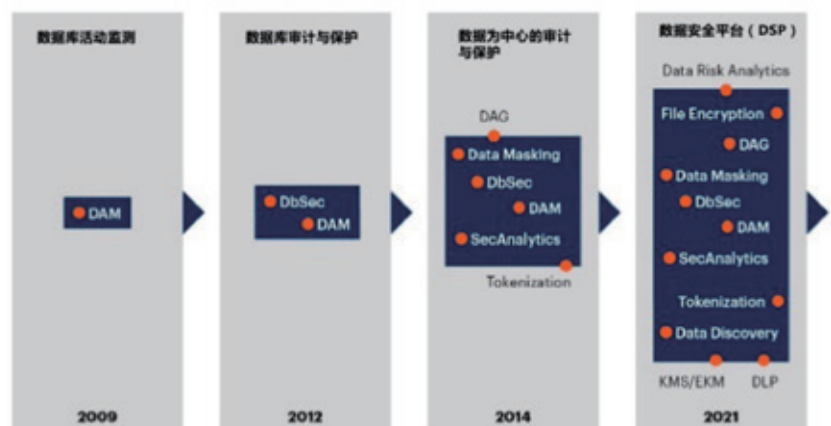 数据库活动监测
DAM
2009
数据库审计与保护
DbSec
DAM
2012
数据为中心的审计
与保护
DAG
Data Masking
DbSec
DAM
SecAnalytics
Tokenization
2014
数据安全平台（DSP）
Data Risk Analytics
File Encryption
DAG
Data Masking
DbSec
DAM
SecAnalytics
Tokenization
Data Discovery
KMS/EKM DLP
2021